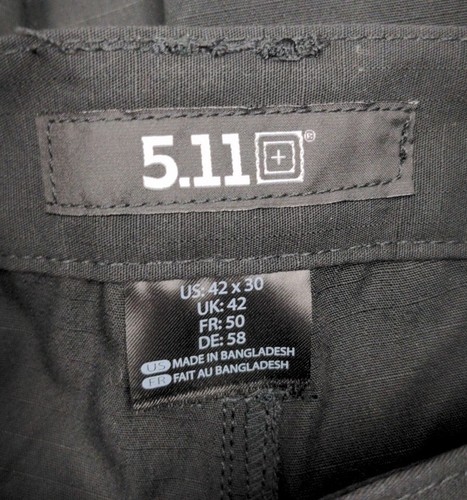 5.11®
US: 42 x 30
UK: 42
FR: 50
DE: 58
US MADE IN BANGLADESH
FR FAIT AU BANGLADESH